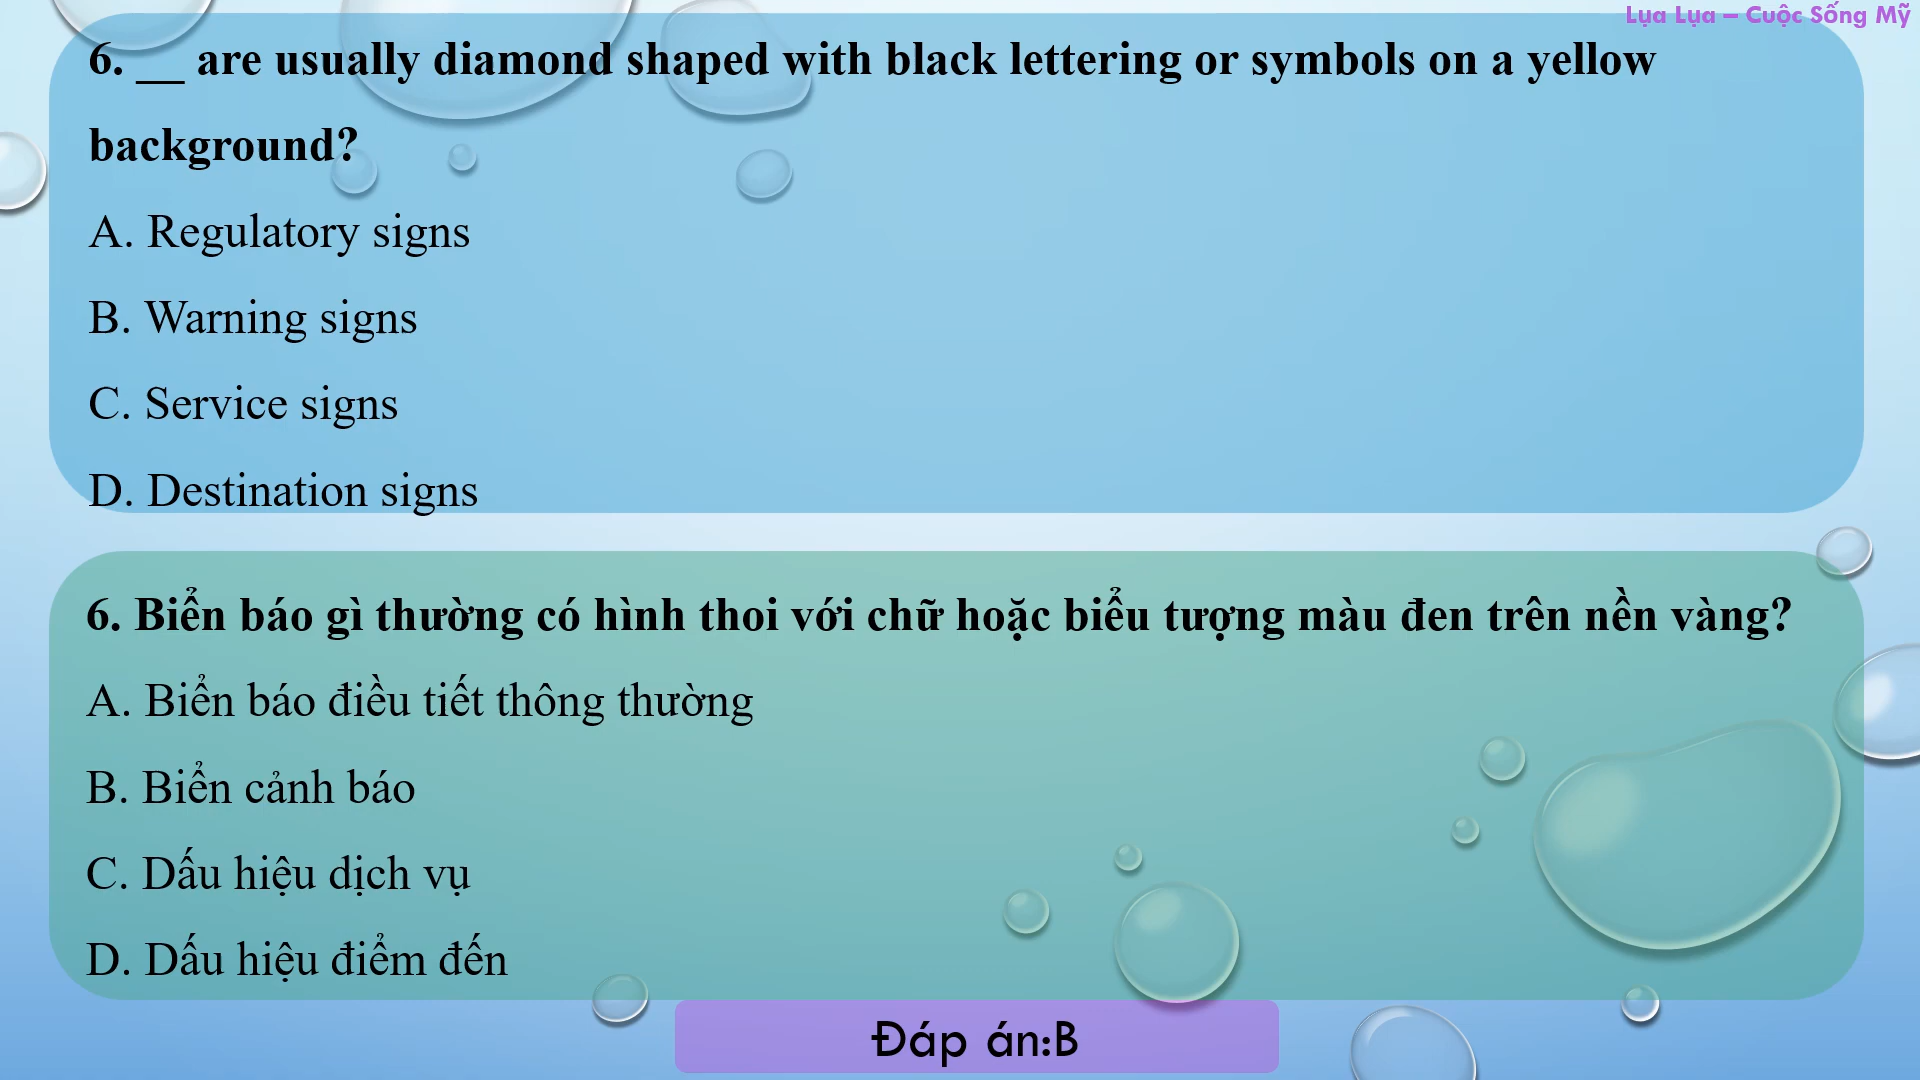 Lụa Lụa – Cuộc Sống Mỹ
6. __ are usually diamond shaped with black lettering or symbols on a yellow
background?
A. Regulatory signs
B. Warning signs
C. Service signs
D. Destination signs
6. Biển báo gì thường có hình thoi với chữ hoặc biểu tượng màu đen trên nền vàng?
A. Biển báo điều tiết thông thường
B. Biển cảnh báo
C. Dấu hiệu dịch vụ
D. Dấu hiệu điểm đến
Đáp án:B